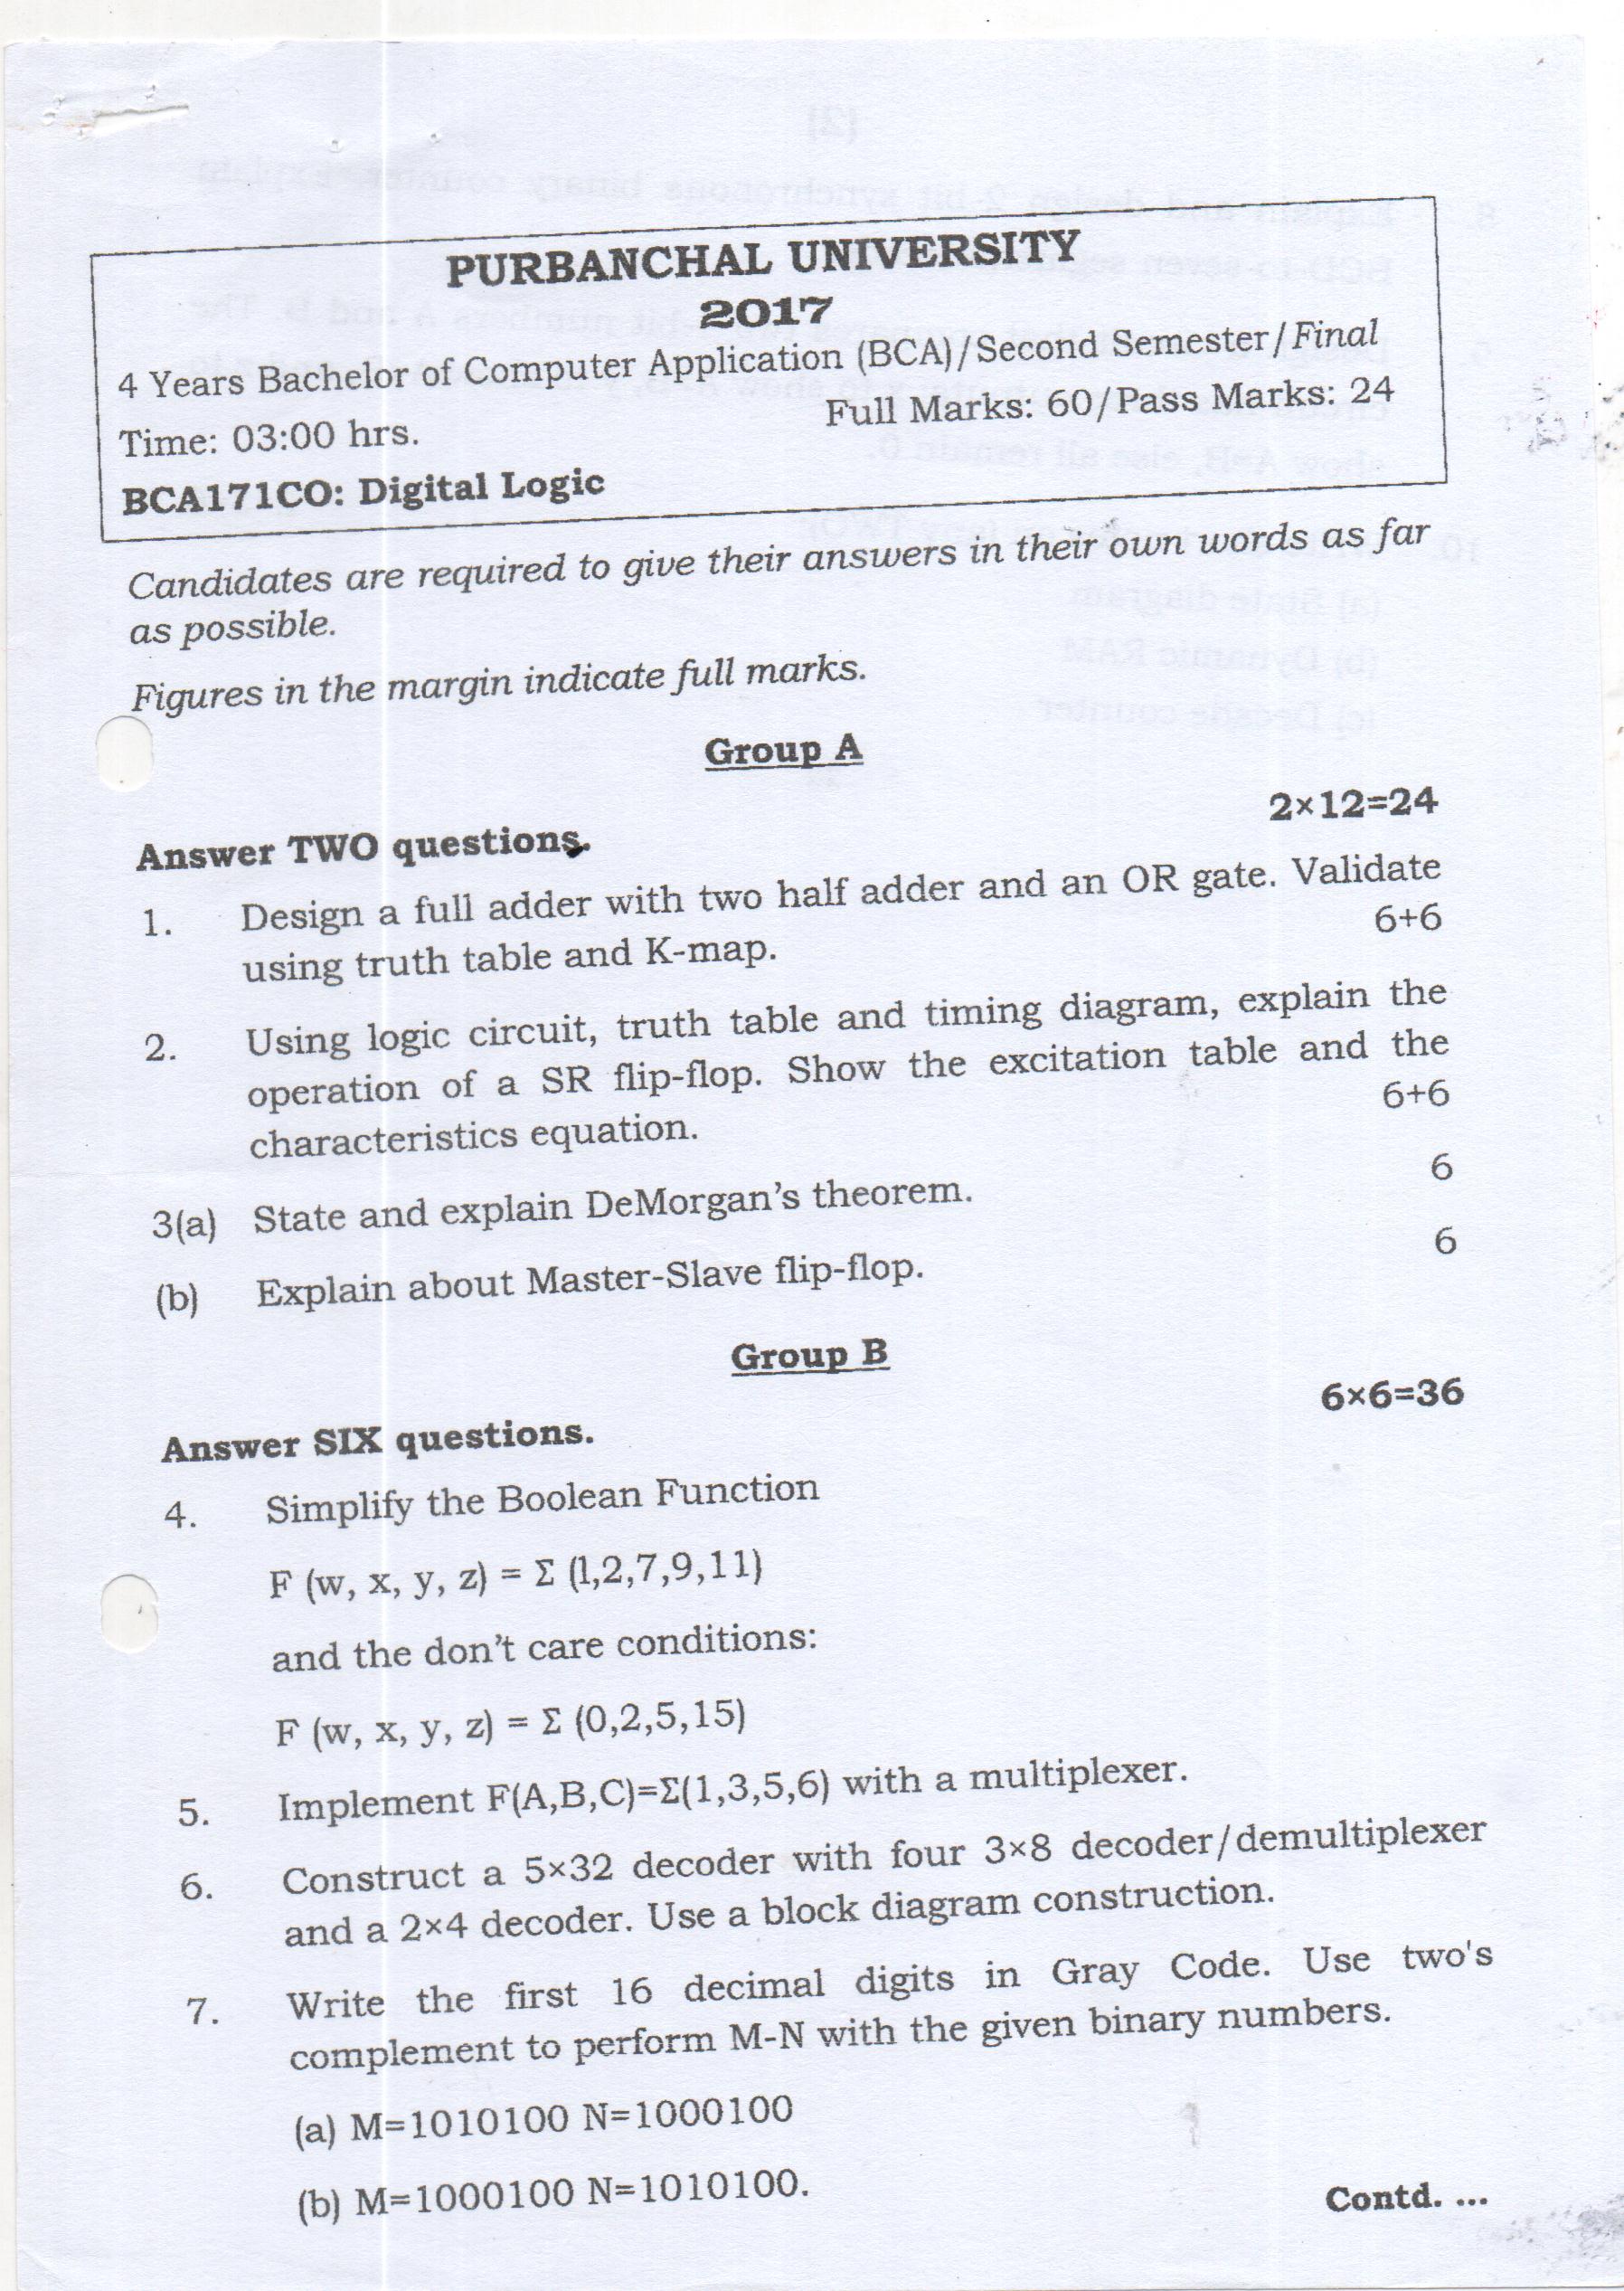 PURBANCHAL UNIVERSITY
2017
4 Years Bachelor of Computer Application (BCA)/Second Semester/Final
Time: 03:00 hrs. Full Marks: 60/Pass Marks: 24
BCA171CO: Digital Logic
Candidates are required to give their answers in their own words as far
as possible.
Figures in the margin indicate full marks.
Group A
Answer TWO questions. 2×12=24
1. Design a full adder with two half adder and an OR gate. Validate
using truth table and K-map. 6+6
2. Using logic circuit, truth table and timing diagram, explain the
operation of a SR flip-flop. Show the excitation table and the
characteristics equation. 6+6
3(a) State and explain DeMorgan's theorem. 6
(b) Explain about Master-Slave flip-flop. 6
Group B
Answer SIX questions. 6×6=36
4. Simplify the Boolean Function
F (w, x, y, z) = Σ (1,2,7,9,11)
and the don't care conditions:
F (w, x, y, z) = Σ (0,2,5,15)
5. Implement F(A,B,C)=Σ(1,3,5,6) with a multiplexer.
6. Construct a 5×32 decoder with four 3×8 decoder/demultiplexer
and a 2×4 decoder. Use a block diagram construction.
7. Write the first 16 decimal digits in Gray Code. Use two's
complement to perform M-N with the given binary numbers.
(a) M=1010100 N=1000100
(b) M=1000100 N=1010100.
Contd. ...